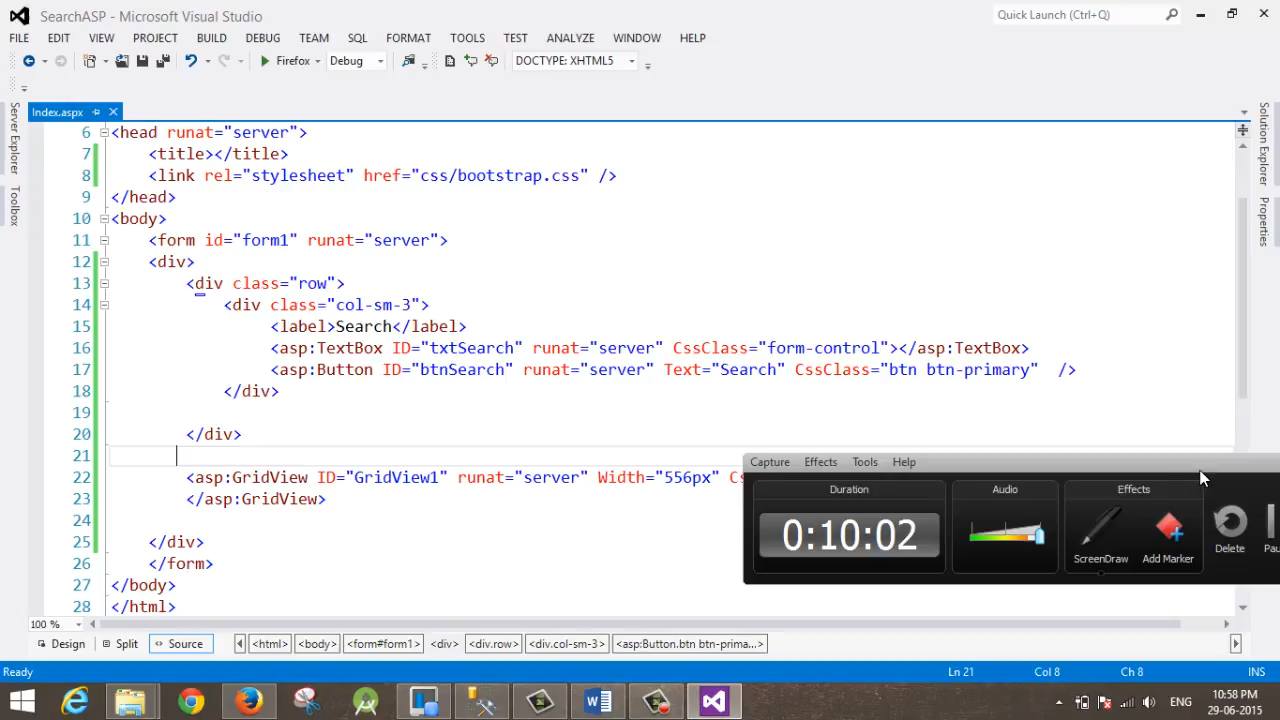 SearchASP - Microsoft Visual Studio
Quick Launch (Ctrl+Q)
FILE EDIT VIEW PROJECT BUILD DEBUG TEAM SQL FORMAT TOOLS TEST ANALYZE WINDOW HELP
Firefox Debug DOCTYPE: XHTML5
Index.aspx
Server Explorer
Toolbox
Solution Explorer
Properties
6 <head runat="server">
7 <title></title>
8 <link rel="stylesheet" href="css/bootstrap.css" />
9 </head>
10 <body>
11 <form id="form1" runat="server">
12 <div>
13 <div class="row">
14 <div class="col-sm-3">
15 <label>Search</label>
16 <asp:TextBox ID="txtSearch" runat="server" CssClass="form-control"></asp:TextBox>
17 <asp:Button ID="btnSearch" runat="server" Text="Search" CssClass="btn btn-primary" />
18 </div>
19
20 </div>
21
22 <asp:GridView ID="GridView1" runat="server" Width="556px" Cs
23 </asp:GridView>
24
25 </div>
26 </form>
27 </body>
28 </html>
Capture Effects Tools Help
Duration Audio Effects
0:10:02
ScreenDraw Add Marker Delete Pau
100 %
Design Split Source <html> <body> <form#form1> <div> <div.row> <div.col-sm-3> <asp:Button.btn btn-prima...>
Ready Ln 21 Col 8 Ch 8 INS
ENG
10:58 PM
29-06-2015